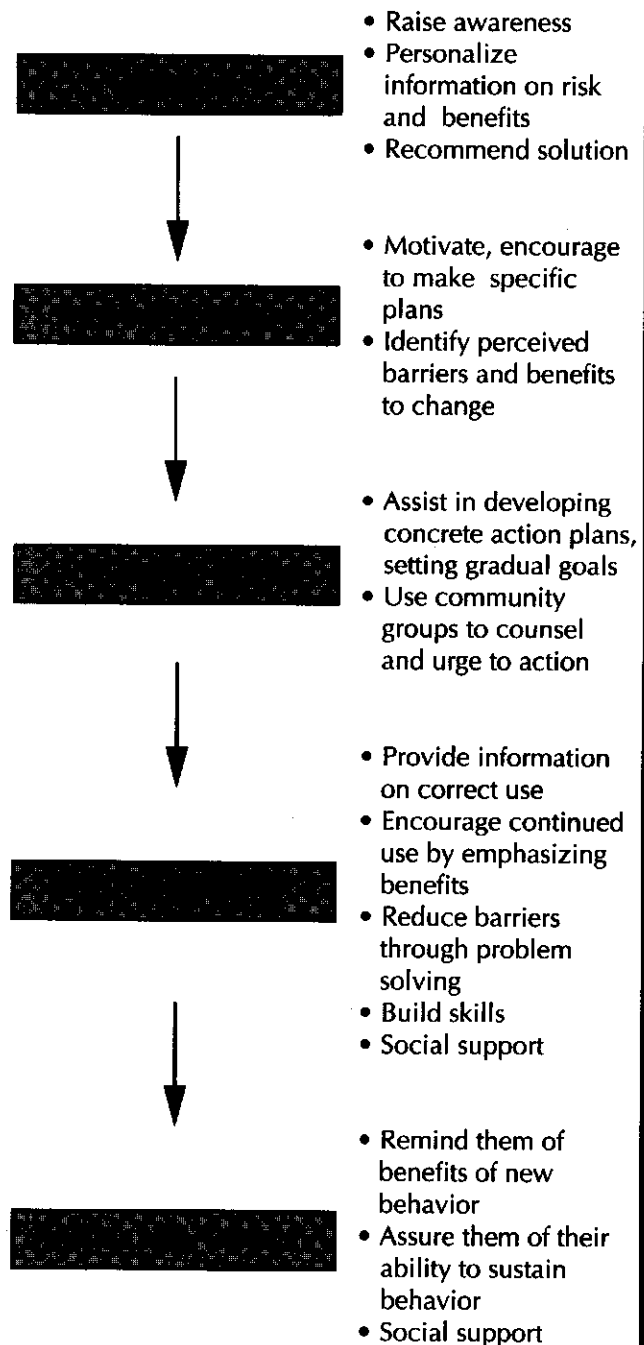 • Raise awareness
• Personalize
information on risk
and benefits
• Recommend solution
• Motivate, encourage
to make specific
plans
• Identify perceived
barriers and benefits
to change
• Assist in developing
concrete action plans,
setting gradual goals
• Use community
groups to counsel
and urge to action
• Provide information
on correct use
• Encourage continued
use by emphasizing
benefits
• Reduce barriers
through problem
solving
• Build skills
• Social support
• Remind them of
benefits of new
behavior
• Assure them of their
ability to sustain
behavior
• Social support